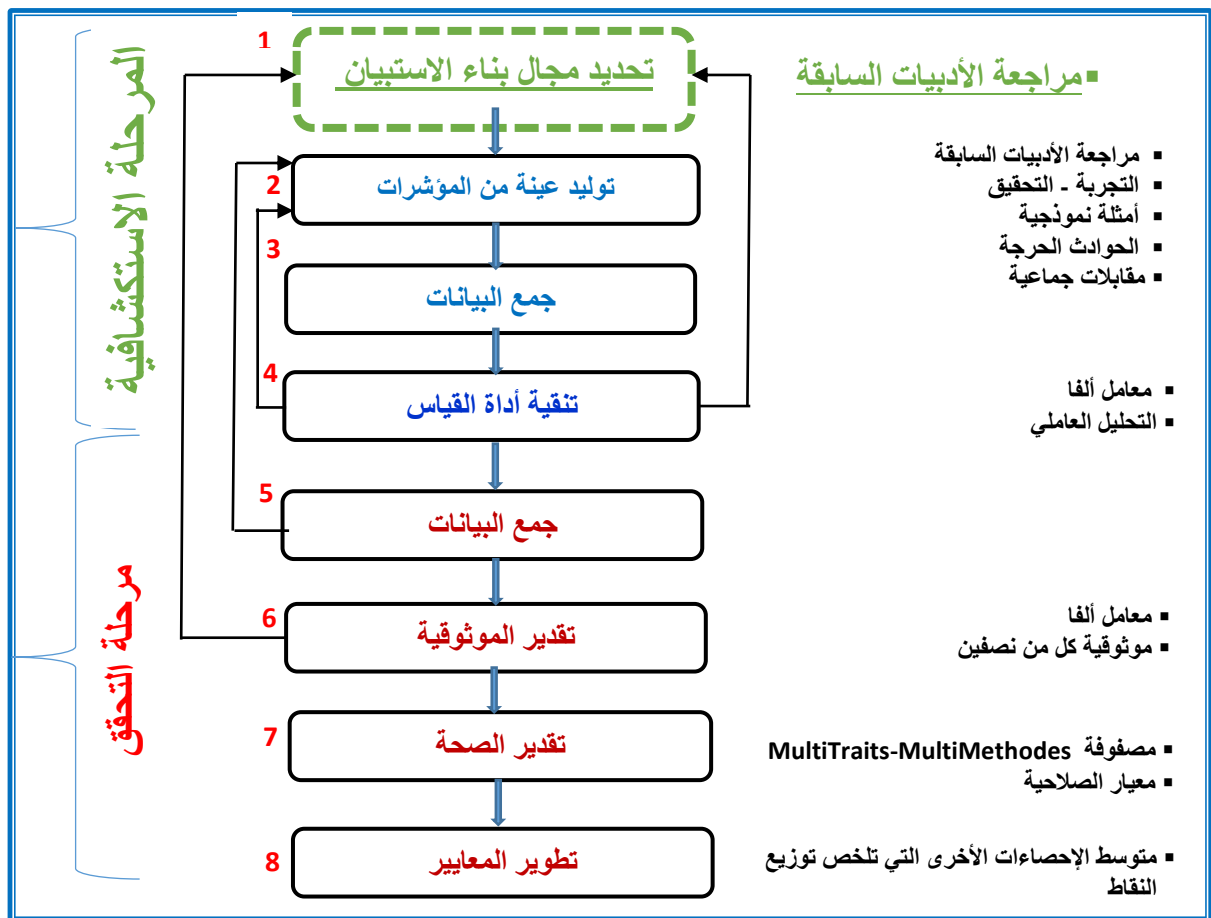 المرحلة الاستكشافية
1
تحديد مجال بناء الاستبيان
▪مراجعة الأدبيات السابقة
2
توليد عينة من المؤشرات
▪ مراجعة الأدبيات السابقة
▪ التجربة - التحقيق
▪ أمثلة نموذجية
▪ الحوادث الحرجة
▪ مقابلات جماعية
3
جمع البيانات
4
تنقية أداة القياس
▪ معامل ألفا
▪ التحليل العاملي
مرحلة التحقق
5
جمع البيانات
6
تقدير الموثوقية
▪ معامل ألفا
▪ موثوقية كل من نصفين
7
تقدير الصحة
▪ مصفوفة MultiTraits-MultiMethodes
▪ معيار الصلاحية
8
تطوير المعايير
▪ متوسط الإحصاءات الأخرى التي تلخص توزيع
النقاط